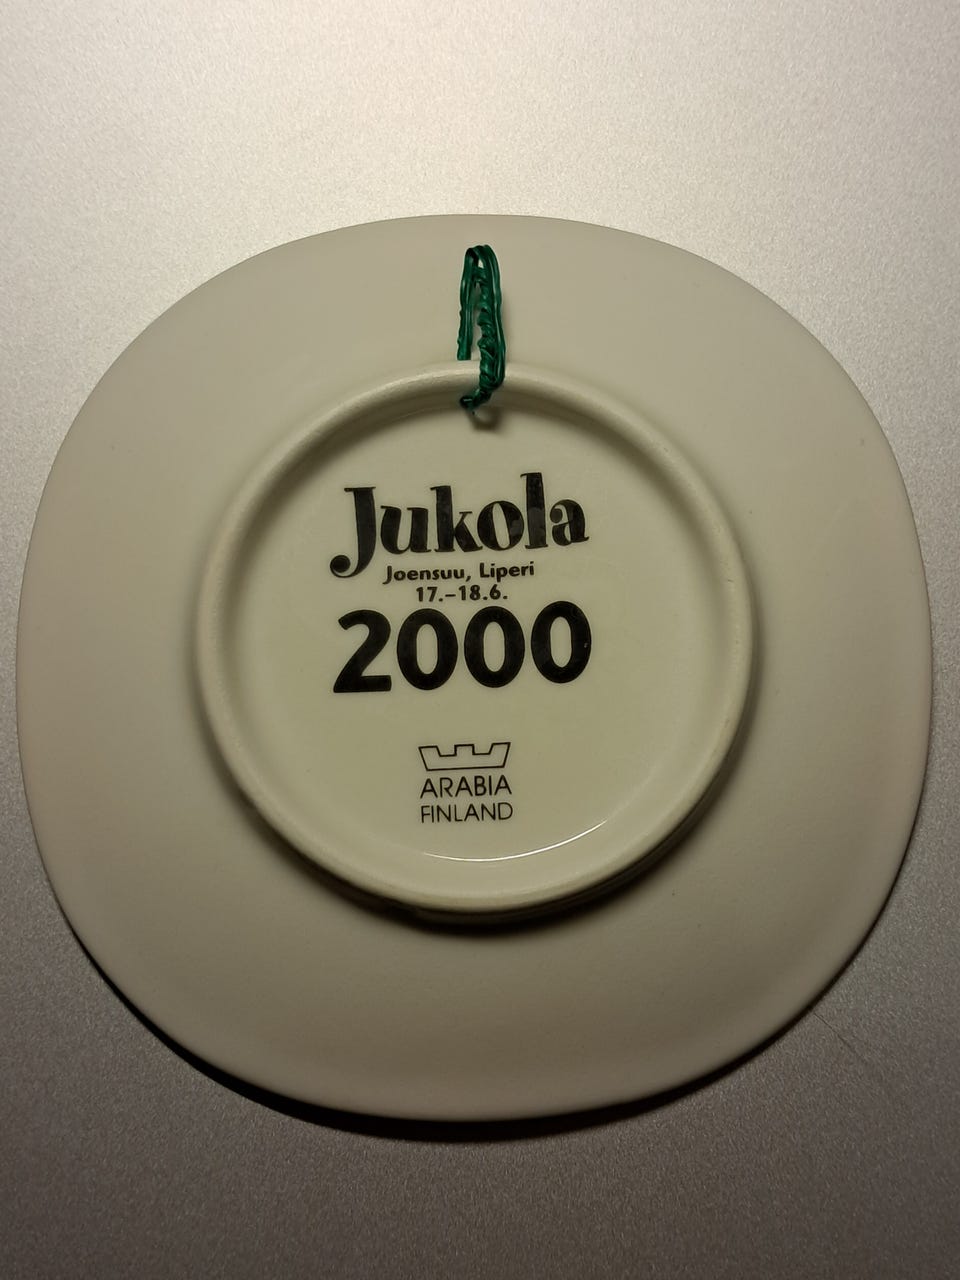 Jukola
Joensuu, Liperi
17.–18.6.
2000
ARABIA
FINLAND